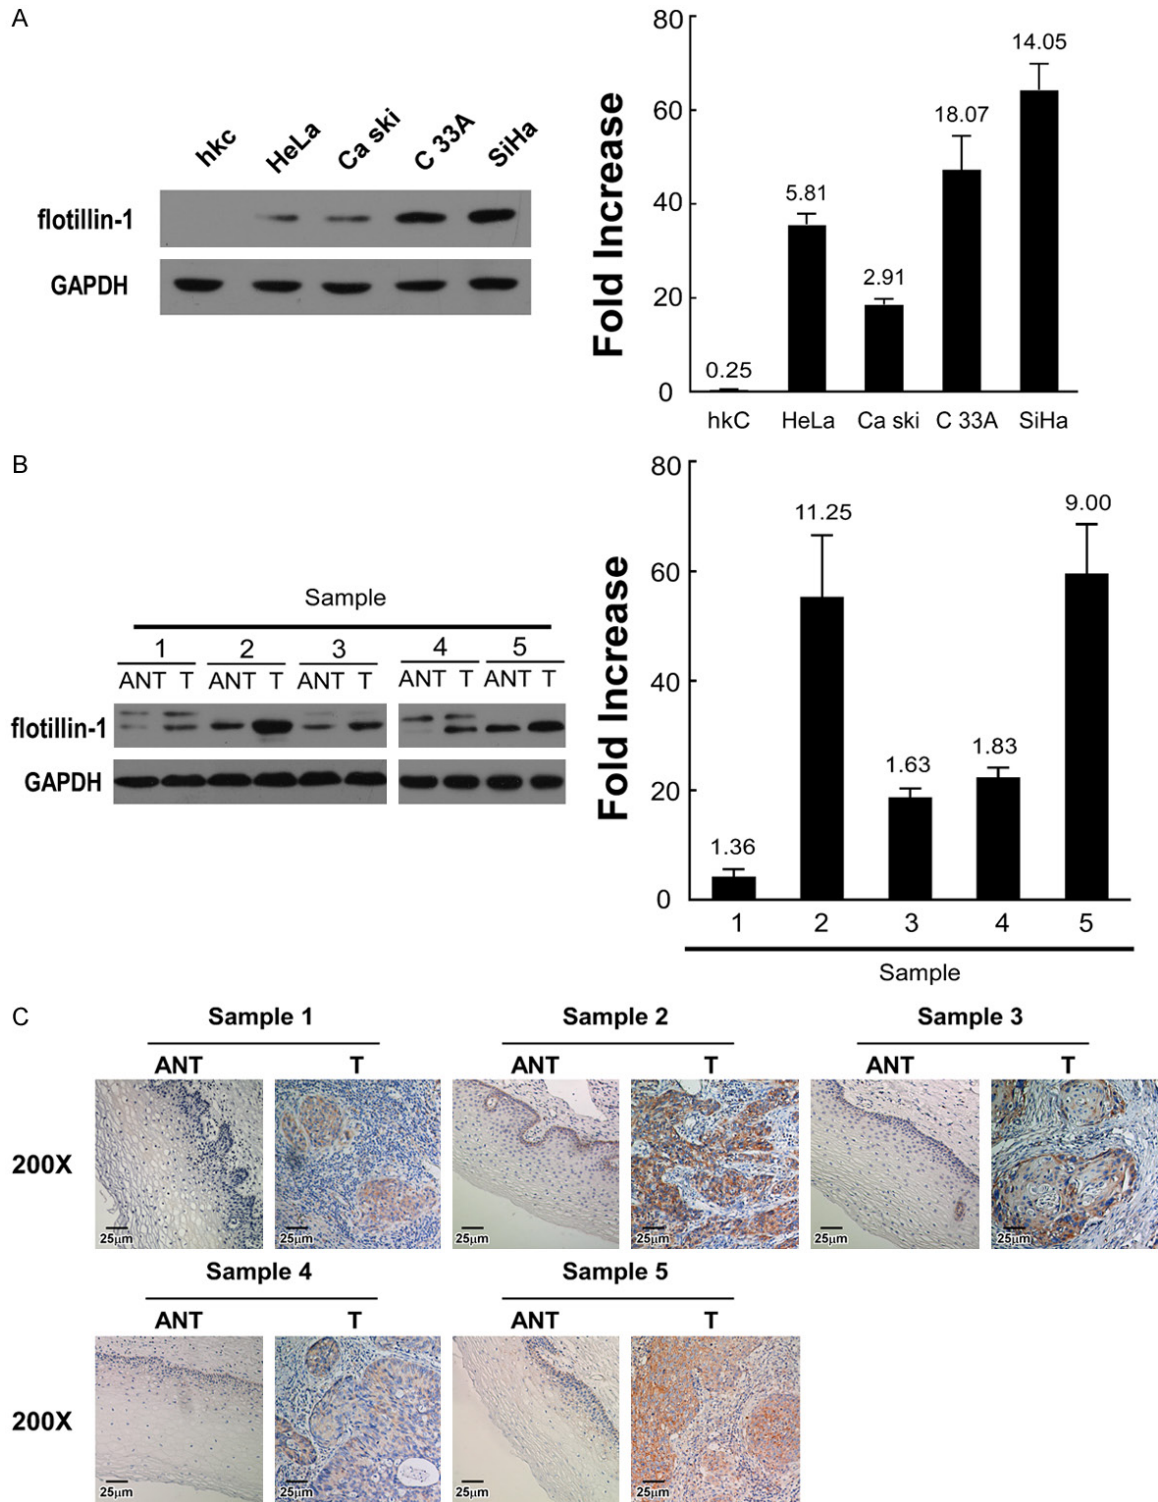 A
hkc HeLa Ca ski C 33A SiHa
flotillin-1
GAPDH
Fold Increase
80
60
40
20
0
0.25
5.81
2.91
18.07
14.05
hkC HeLa Ca ski C 33A SiHa
B
Sample
1 2 3 4 5
ANT T ANT T ANT T ANT T ANT T
flotillin-1
GAPDH
Fold Increase
80
60
40
20
0
1.36
11.25
1.63
1.83
9.00
1 2 3 4 5
Sample
C
Sample 1 Sample 2 Sample 3
ANT T ANT T ANT T
200X
25μm 25μm 25μm 25μm 25μm 25μm
Sample 4 Sample 5
ANT T ANT T
200X
25μm 25μm 25μm 25μm